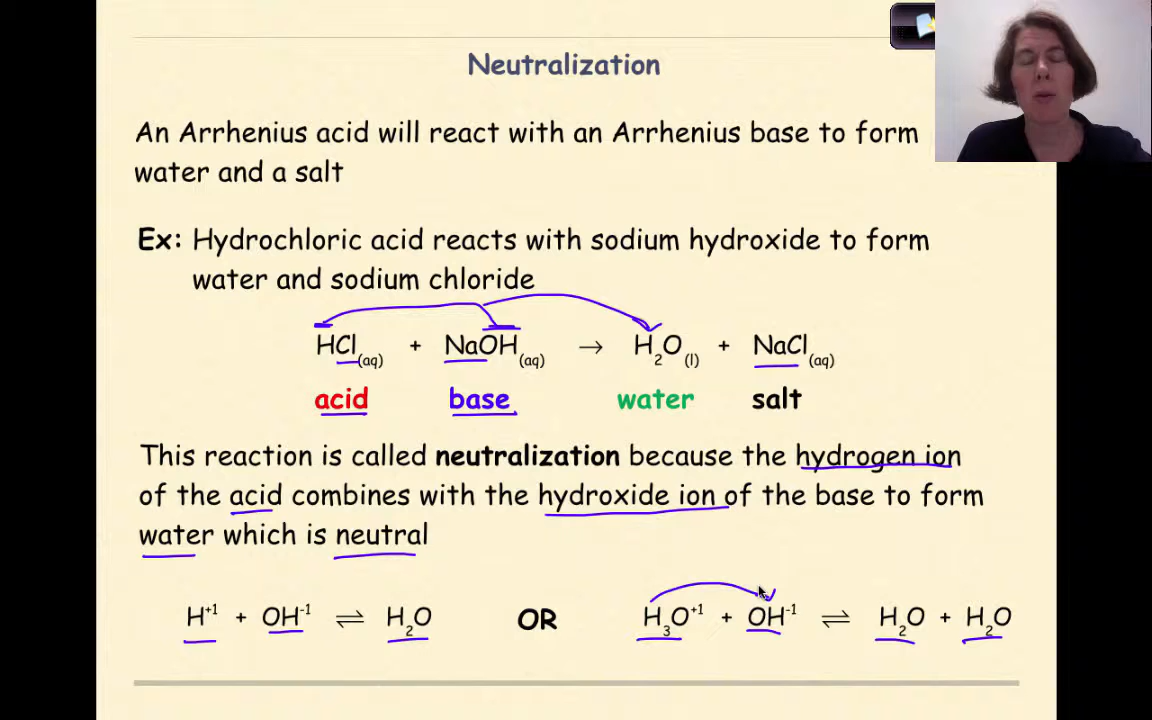 Neutralization
An Arrhenius acid will react with an Arrhenius base to form
water and a salt
Ex: Hydrochloric acid reacts with sodium hydroxide to form
water and sodium chloride
HCl(aq) + NaOH(aq) → H₂O(l) + NaCl(aq)
acid base water salt
This reaction is called neutralization because the hydrogen ion
of the acid combines with the hydroxide ion of the base to form
water which is neutral
H⁺¹ + OH⁻¹ ⇌ H₂O OR H₃O⁺¹ + OH⁻¹ ⇌ H₂O + H₂O